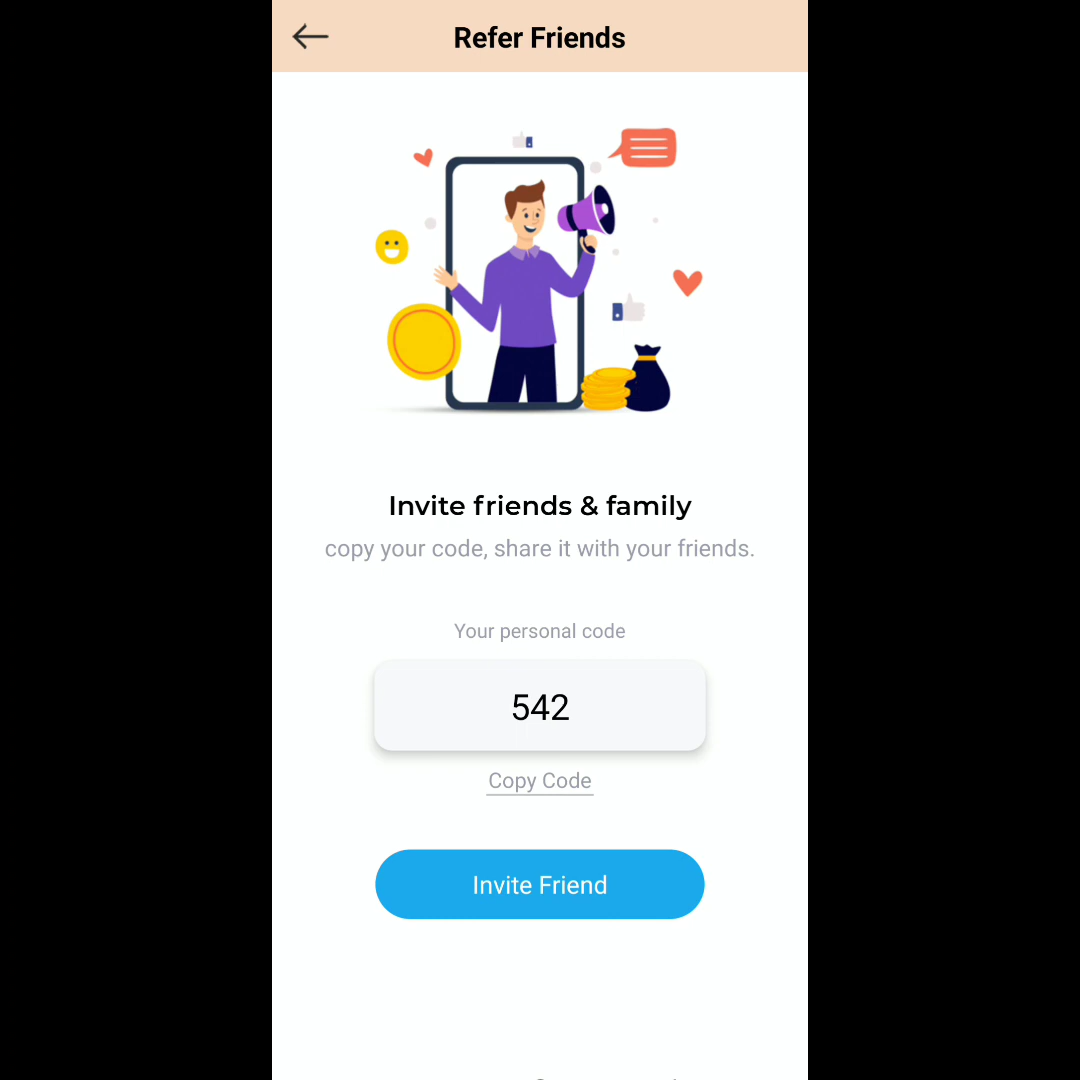 Refer Friends
Invite friends & family
copy your code, share it with your friends.
Your personal code
542
Copy Code
Invite Friend